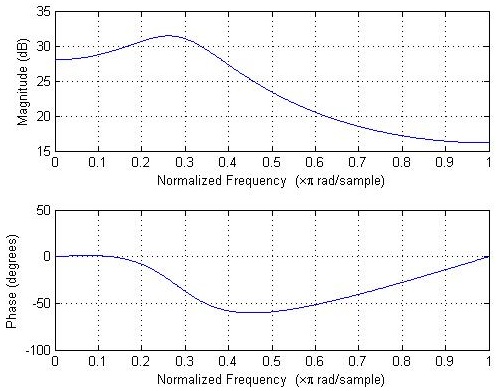 35
30
25
20
15
Magnitude (dB)
0 0.1 0.2 0.3 0.4 0.5 0.6 0.7 0.8 0.9 1
Normalized Frequency (×π rad/sample)
50
0
-50
-100
Phase (degrees)
0 0.1 0.2 0.3 0.4 0.5 0.6 0.7 0.8 0.9 1
Normalized Frequency (×π rad/sample)